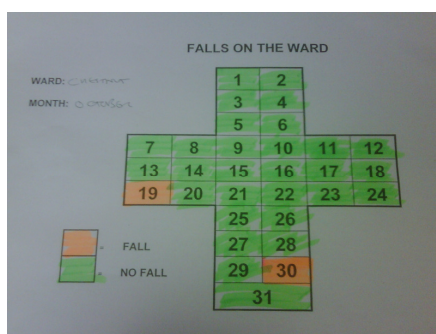 FALLS ON THE WARD
WARD:
MONTH: OCTOBER
1 2
3 4
5 6
7 8 9 10 11 12
13 14 15 16 17 18
19 20 21 22 23 24
25 26
27 28
29 30
31
FALL
NO FALL